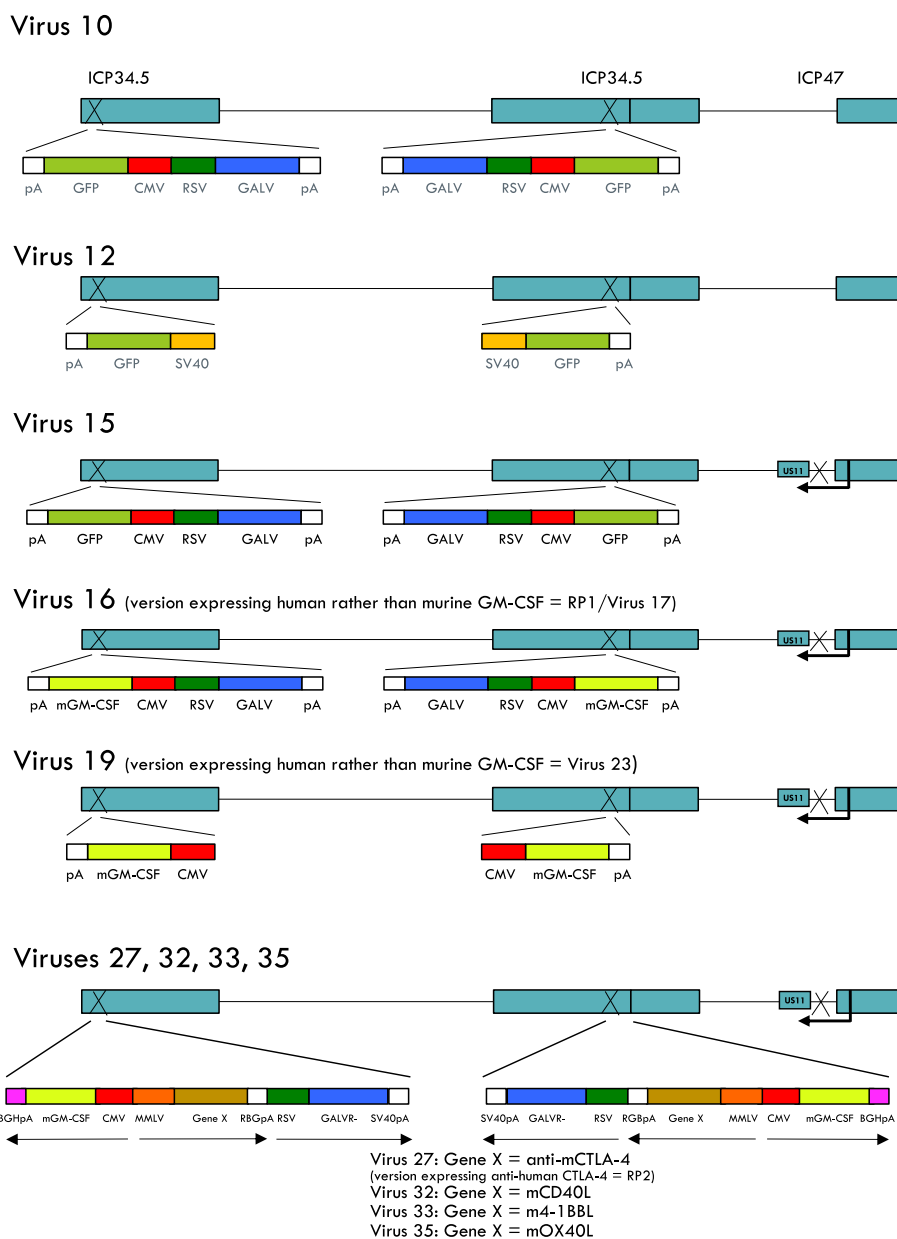 Virus 10
ICP34.5 ICP34.5 ICP47
pA GFP CMV RSV GALV pA pA GALV RSV CMV GFP pA
Virus 12
pA GFP SV40 SV40 GFP pA
Virus 15
US11
pA GFP CMV RSV GALV pA pA GALV RSV CMV GFP pA
Virus 16 (version expressing human rather than murine GM-CSF = RP1/Virus 17)
US11
pA mGM-CSF CMV RSV GALV pA pA GALV RSV CMV mGM-CSF pA
Virus 19 (version expressing human rather than murine GM-CSF = Virus 23)
US11
pA mGM-CSF CMV CMV mGM-CSF pA
Viruses 27, 32, 33, 35
US11
BGHpA mGM-CSF CMV MMLV Gene X RBGpA RSV GALVR- SV40pA SV40pA GALVR- RSV RGBpA Gene X MMLV CMV mGM-CSF BGHpA
Virus 27: Gene X = anti-mCTLA-4
(version expressing anti-human CTLA-4 = RP2)
Virus 32: Gene X = mCD40L
Virus 33: Gene X = m4-1BBL
Virus 35: Gene X = mOX40L